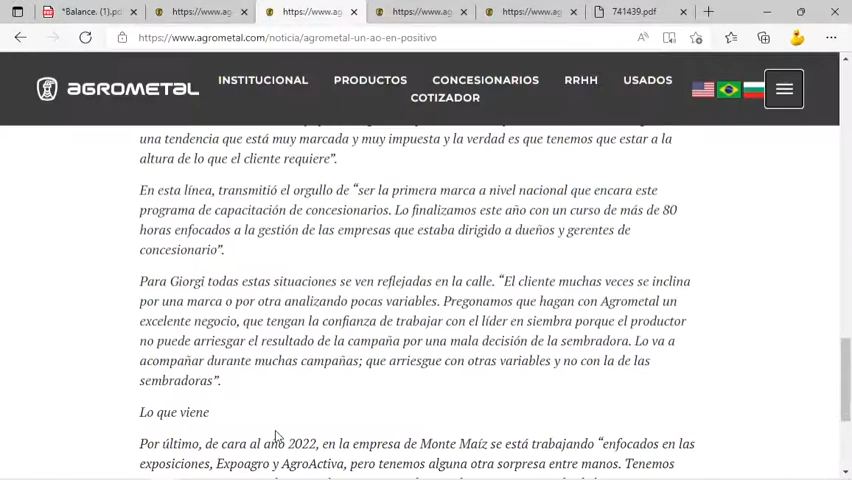 *Balance. (1).pd
https://www.ag
https://www.ag
https://www.ag
https://www.ag
741439.pdf
https://www.agrometal.com/noticia/agrometal-un-ao-en-positivo
AGROMETAL
INSTITUCIONAL PRODUCTOS CONCESIONARIOS RRHH USADOS
COTIZADOR
una tendencia que está muy marcada y muy impuesta y la verdad es que tenemos que estar a la
altura de lo que el cliente requiere”.
En esta línea, transmitió el orgullo de “ser la primera marca a nivel nacional que encara este
programa de capacitación de concesionarios. Lo finalizamos este año con un curso de más de 80
horas enfocados a la gestión de las empresas que estaba dirigido a dueños y gerentes de
concesionario”.
Para Giorgi todas estas situaciones se ven reflejadas en la calle. “El cliente muchas veces se inclina
por una marca o por otra analizando pocas variables. Pregonamos que hagan con Agrometal un
excelente negocio, que tengan la confianza de trabajar con el líder en siembra porque el productor
no puede arriesgar el resultado de la campaña por una mala decisión de la sembradora. Lo va a
acompañar durante muchas campañas; que arriesgue con otras variables y no con la de las
sembradoras”.
Lo que viene
Por último, de cara al año 2022, en la empresa de Monte Maíz se está trabajando “enfocados en las
exposiciones, Expoagro y AgroActiva, pero tenemos alguna otra sorpresa entre manos. Tenemos